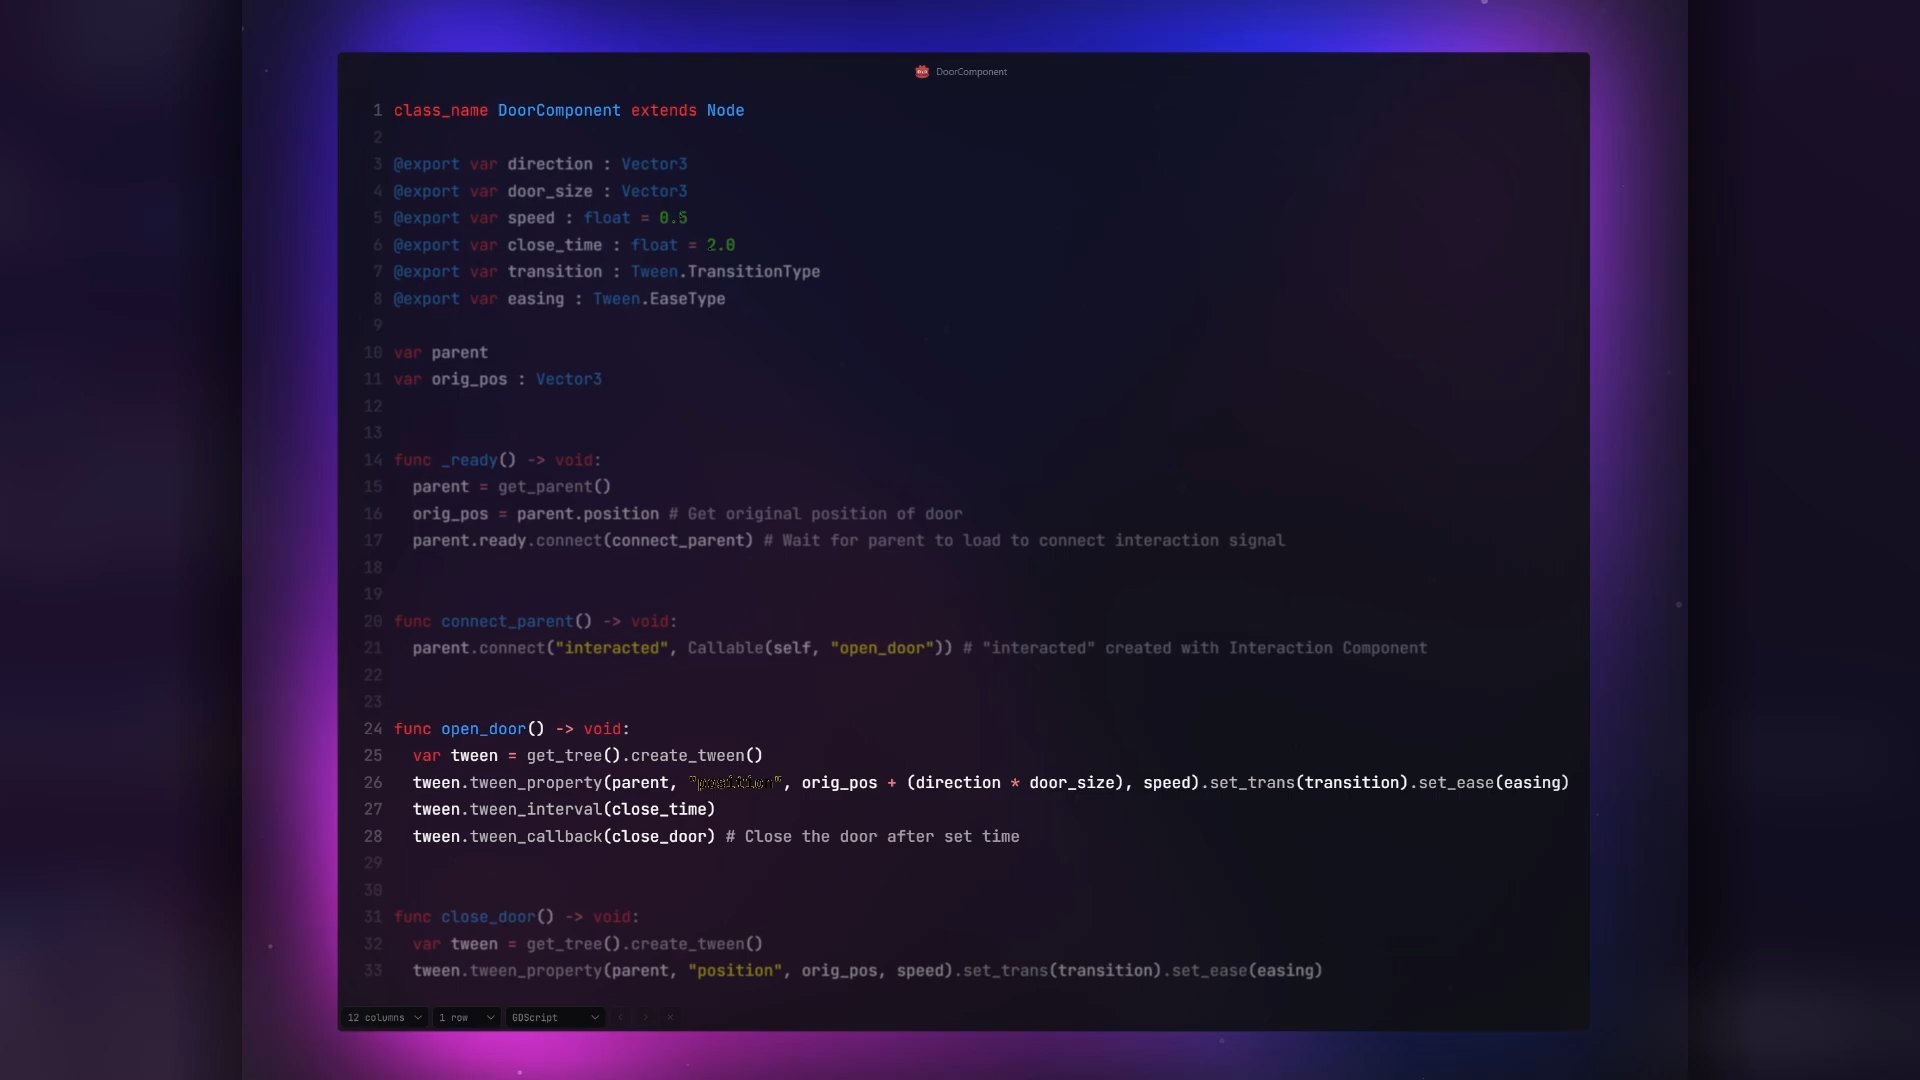 DoorComponent
1 class_name DoorComponent extends Node
2
3 @export var direction : Vector3
4 @export var door_size : Vector3
5 @export var speed : float = 0.5
6 @export var close_time : float = 2.0
7 @export var transition : Tween.TransitionType
8 @export var easing : Tween.EaseType
9
10 var parent
11 var orig_pos : Vector3
12
13
14 func _ready() -> void:
15 parent = get_parent()
16 orig_pos = parent.position # Get original position of door
17 parent.ready.connect(connect_parent) # Wait for parent to load to connect interaction signal
18
19
20 func connect_parent() -> void:
21 parent.connect("interacted", Callable(self, "open_door")) # "interacted" created with Interaction Component
22
23
24 func open_door() -> void:
25 var tween = get_tree().create_tween()
26 tween.tween_property(parent, "position", orig_pos + (direction * door_size), speed).set_trans(transition).set_ease(easing)
27 tween.tween_interval(close_time)
28 tween.tween_callback(close_door) # Close the door after set time
29
30
31 func close_door() -> void:
32 var tween = get_tree().create_tween()
33 tween.tween_property(parent, "position", orig_pos, speed).set_trans(transition).set_ease(easing)
12 columns 1 row GDScript